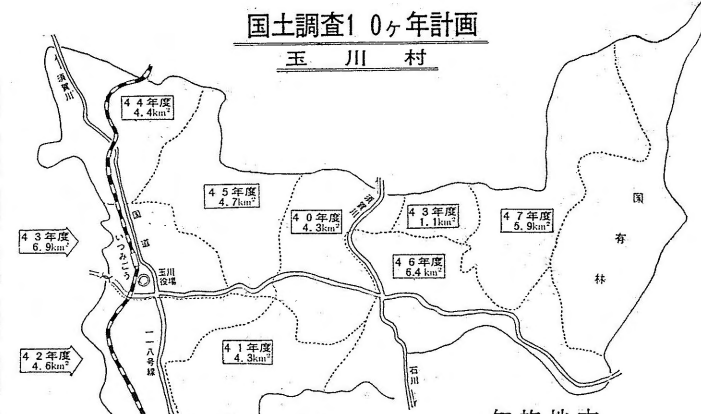 国土調査10ヶ年計画
玉川村
須賀川
44年度
4.4km²
45年度
4.7km²
40年度
4.3km²
須賀川
43年度
1.1km²
47年度
5.9km²
国有林
43年度
6.9km²
いづみごう
国道
玉川
役場
46年度
6.4km²
一一八号線
42年度
4.6km²
41年度
4.3km²
石川